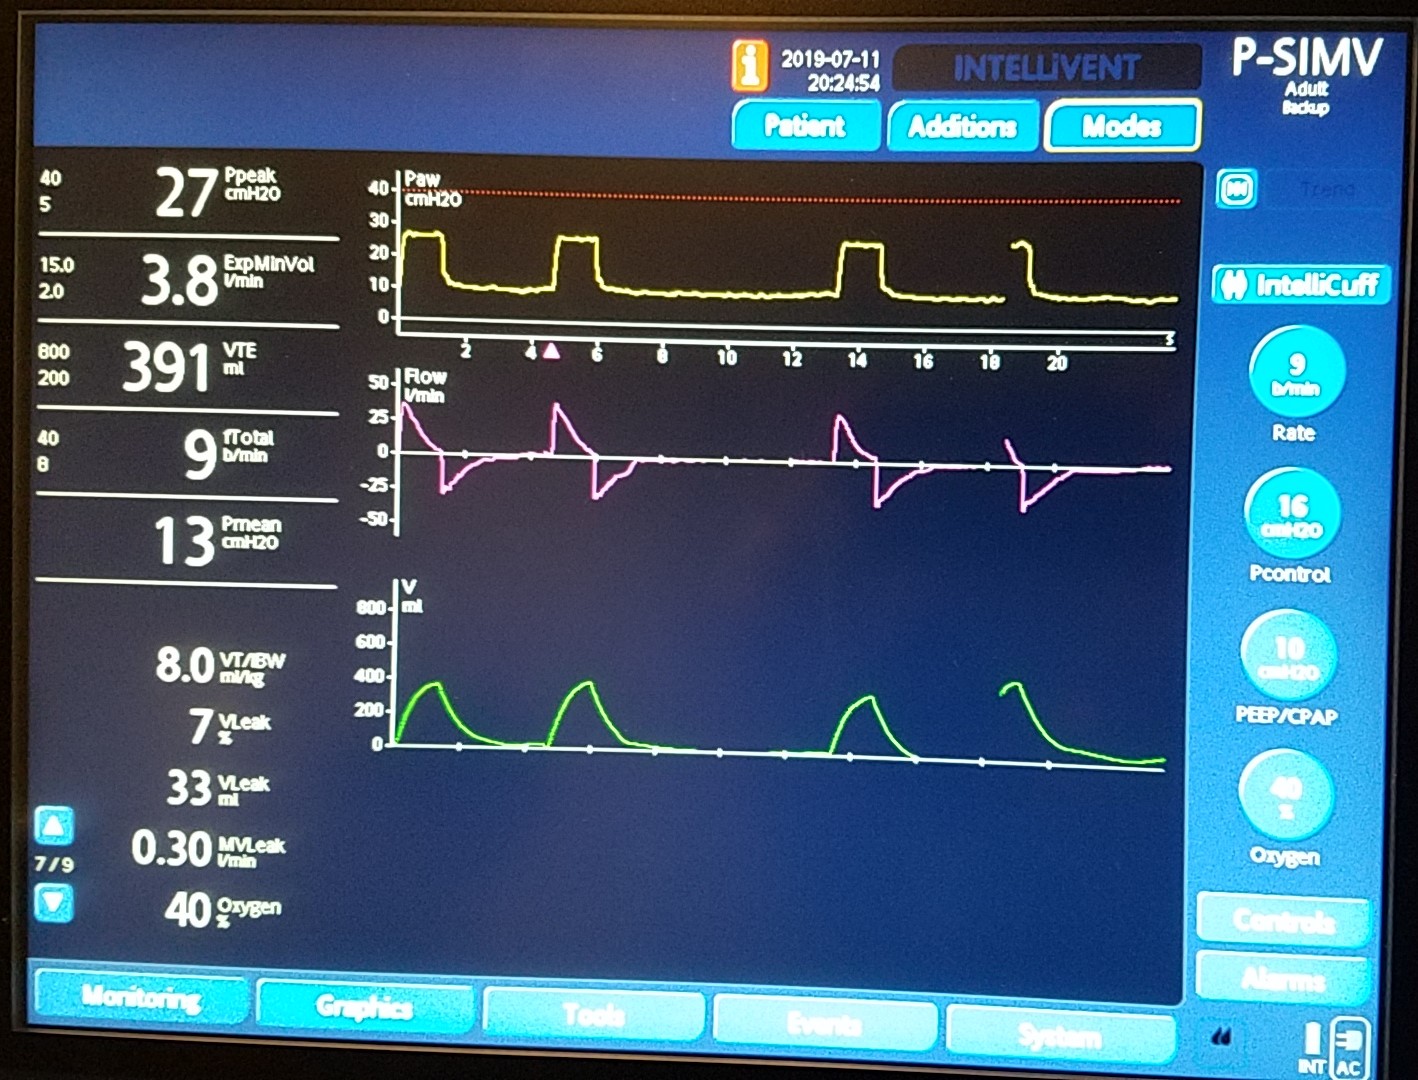 2019-07-11
20:24:54
INTELLiVENT
P-SIMV
Adult
Backup
Patient
Additions
Modes
Trend
40
5
27
Ppeak
cmH2O
15.0
2.0
3.8
ExpMinVol
l/min
800
200
391
VTE
ml
40
8
9
fTotal
b/min
13
Pmean
cmH2O
8.0
VT/IBW
ml/kg
7
VLeak
%
33
VLeak
ml
0.30
MVLeak
l/min
7/9
40
Oxygen
%
Paw
cmH2O
40
30
20
10
0
2 4 6 8 10 12 14 16 18 20 s
Flow
l/min
50
25
0
-25
-50
V
ml
800
600
400
200
0
IntelliCuff
9
b/min
Rate
16
cmH2O
Pcontrol
10
cmH2O
PEEP/CPAP
40
%
Oxygen
Controls
Alarms
Monitoring
Graphics
Tools
Events
System
INT
AC